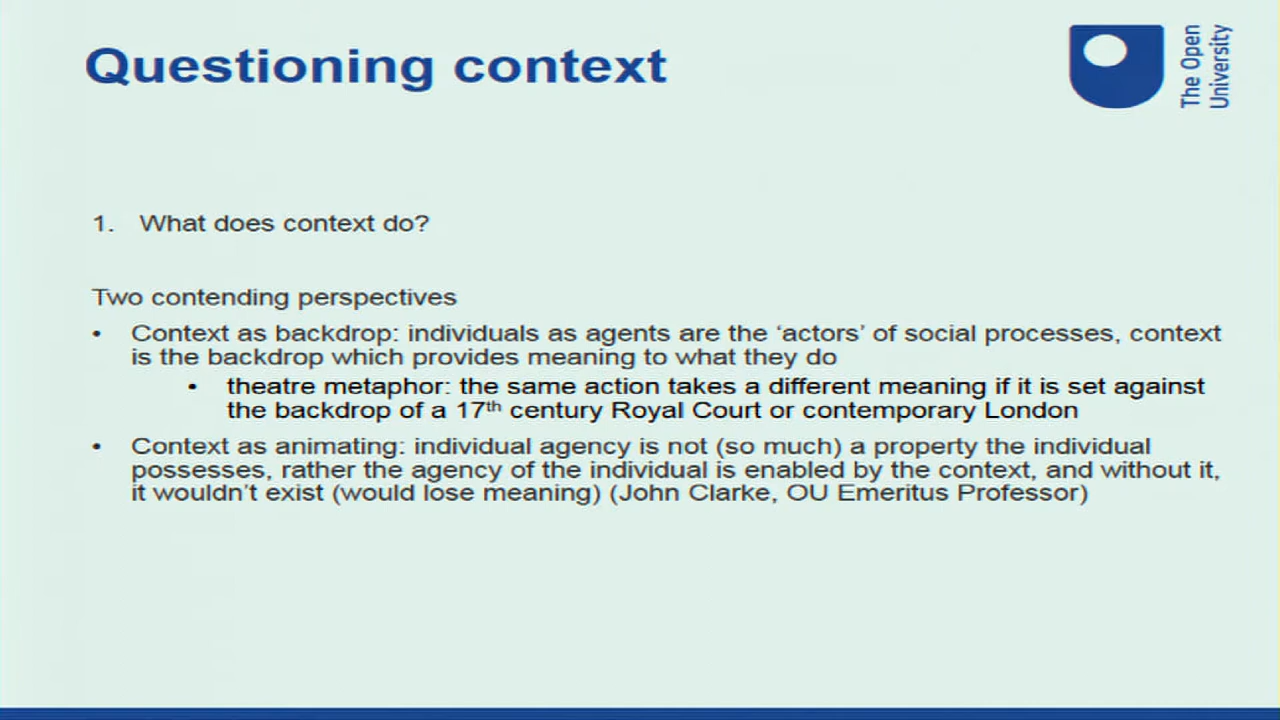 Questioning context
The Open
University
1. What does context do?
Two contending perspectives
• Context as backdrop: individuals as agents are the ‘actors’ of social processes, context
is the backdrop which provides meaning to what they do
• theatre metaphor: the same action takes a different meaning if it is set against
the backdrop of a 17th century Royal Court or contemporary London
• Context as animating: individual agency is not (so much) a property the individual
possesses, rather the agency of the individual is enabled by the context, and without it,
it wouldn’t exist (would lose meaning) (John Clarke, OU Emeritus Professor)